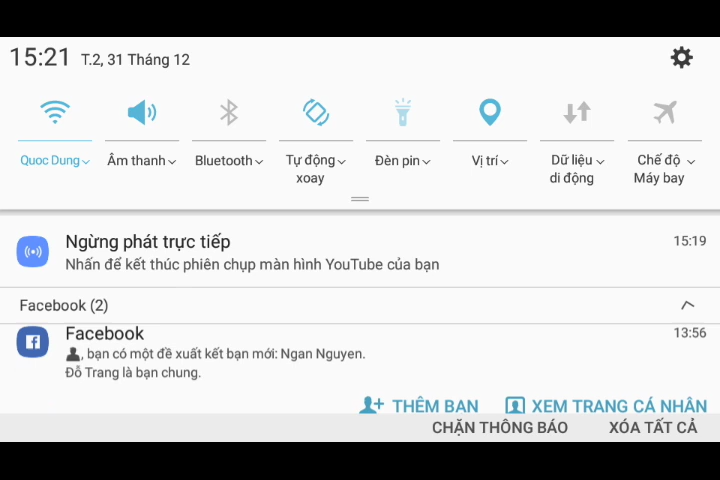 15:21 T.2, 31 Tháng 12
Quoc Dung
Âm thanh
Bluetooth
Tự động
xoay
Đèn pin
Vị trí
Dữ liệu
di động
Chế độ
Máy bay
Ngừng phát trực tiếp
15:19
Nhấn để kết thúc phiên chụp màn hình YouTube của bạn
Facebook (2)
Facebook
13:56
, bạn có một đề xuất kết bạn mới: Ngan Nguyen.
Đỗ Trang là bạn chung.
THÊM BẠN
XEM TRANG CÁ NHÂN
CHẶN THÔNG BÁO
XÓA TẤT CẢ